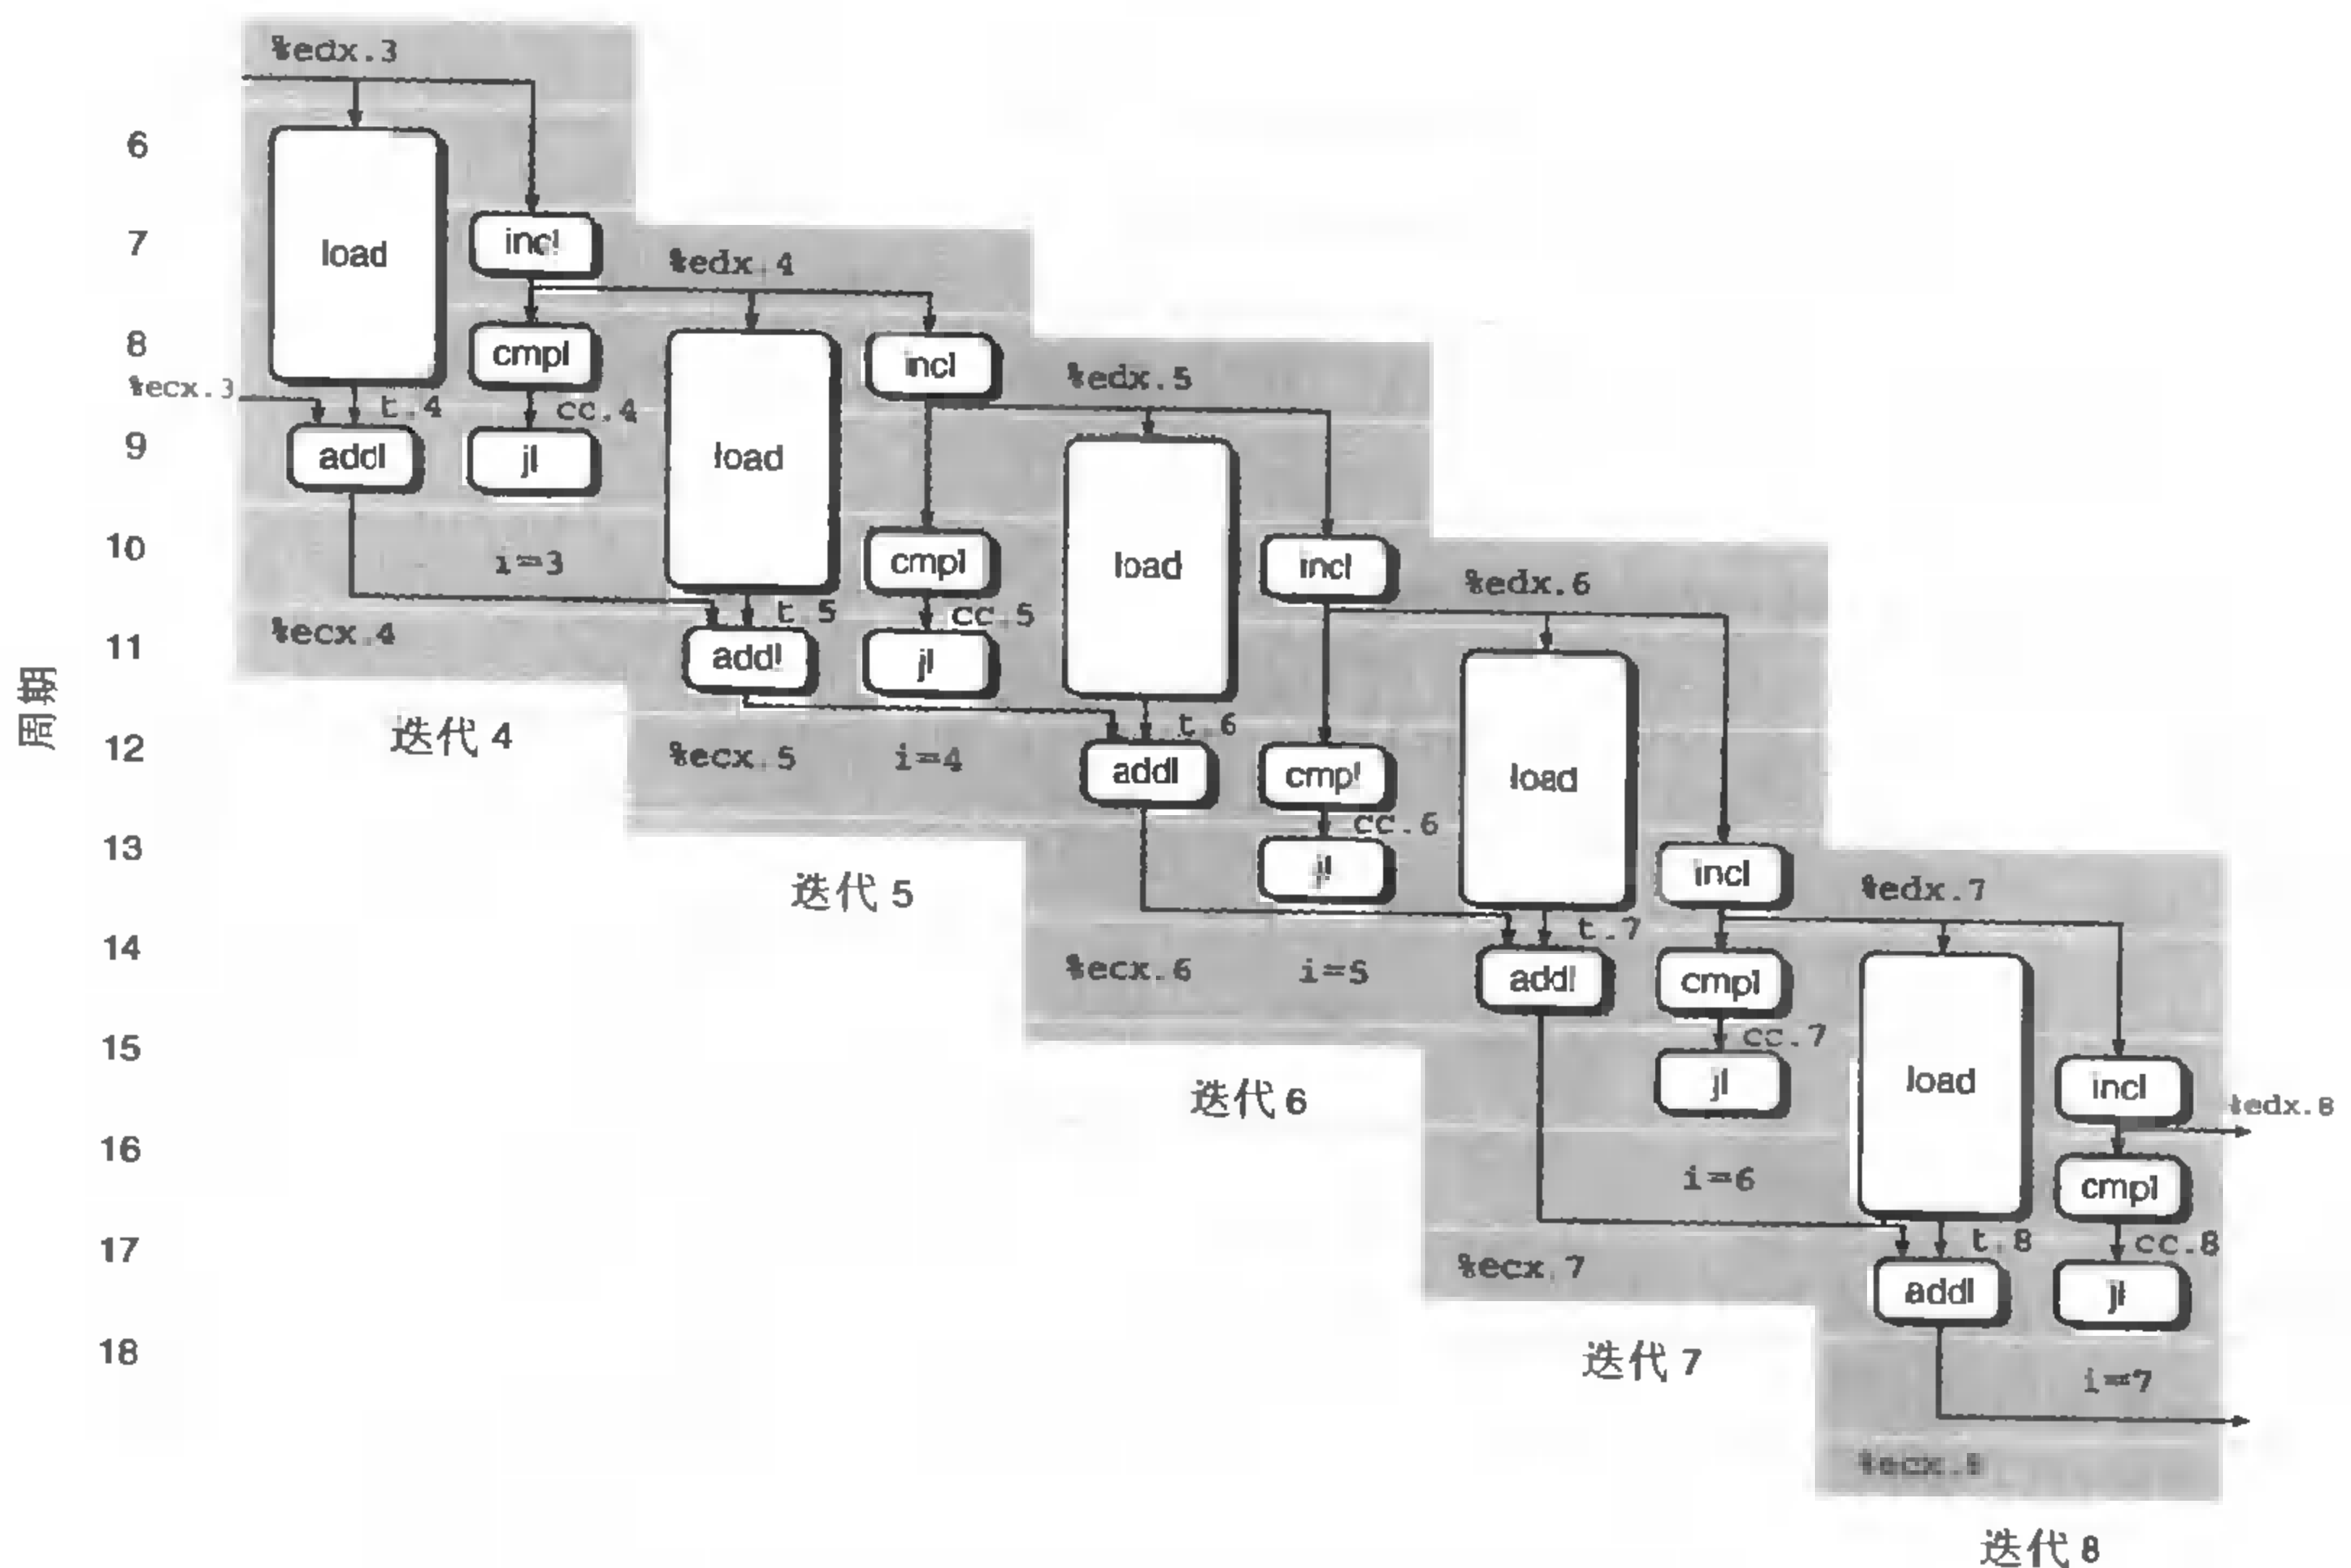 %edx.3
6
load
7
incl
%edx.4
8
cmpl
incl
%edx.5
%ecx.3
t.4
cc.4
9
addl
jl
load
10
i=3
cmpl
load
incl
%edx.6
t.5
cc.5
%ecx.4
11
addl
jl
周期
迭代 4
t.6
12
%ecx.5
i=4
addl
cmpl
load
cc.6
13
jl
incl
%edx.7
迭代 5
t.7
14
%ecx.6
i=5
addl
cmpl
cc.7
15
迭代 6
jl
load
incl
%edx.8
16
i=6
cmpl
17
t.8
cc.8
%ecx.7
addl
jl
18
迭代 7
i=7
%ecx.8
迭代 8